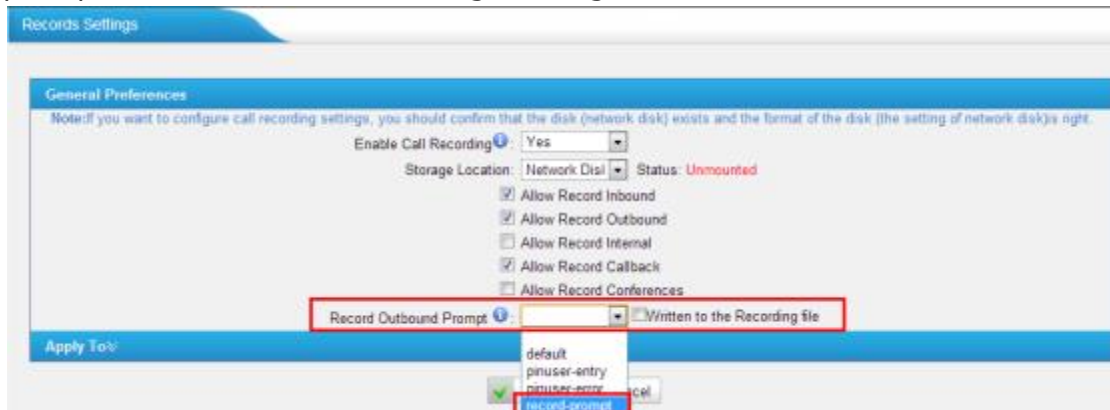 Records Settings
General Preferences
Note:If you want to configure call recording settings, you should confirm that the disk (network disk) exists and the format of the disk (the setting of network disk)is right.
Enable Call Recording : Yes
Storage Location: Network Disl Status: Unmounted
Allow Record Inbound
Allow Record Outbound
Allow Record Internal
Allow Record Callback
Allow Record Conferences
Record Outbound Prompt : Written to the Recording file
Apply To
default
pinuser-entry
pinuser-error
cel
record-prompt